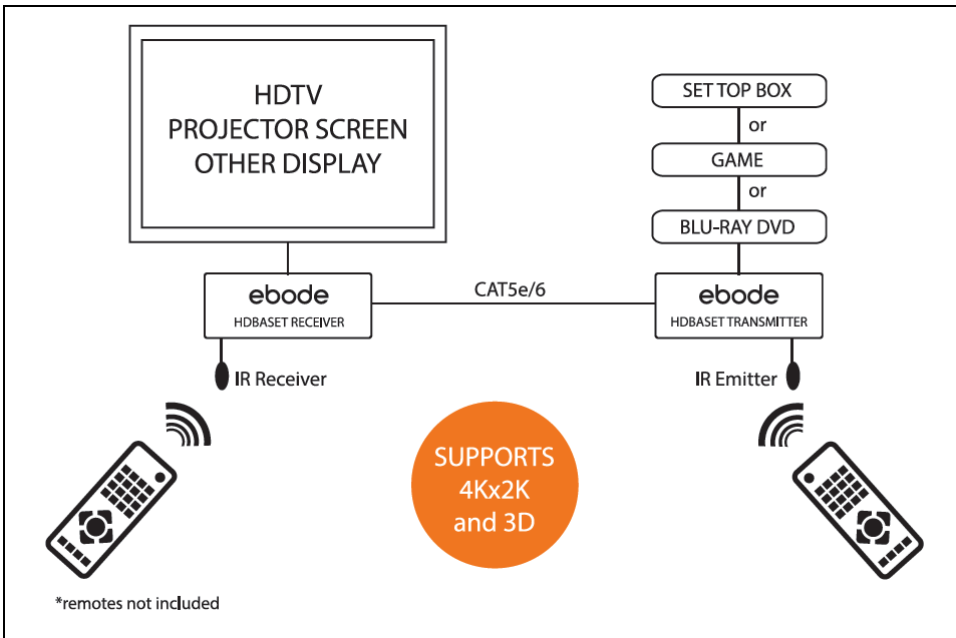 HDTV
PROJECTOR SCREEN
OTHER DISPLAY
SET TOP BOX
or
GAME
or
BLU-RAY DVD
ebode
HDBASET RECEIVER
CAT5e/6
ebode
HDBASET TRANSMITTER
IR Receiver
IR Emitter
SUPPORTS
4Kx2K
and 3D
*remotes not included